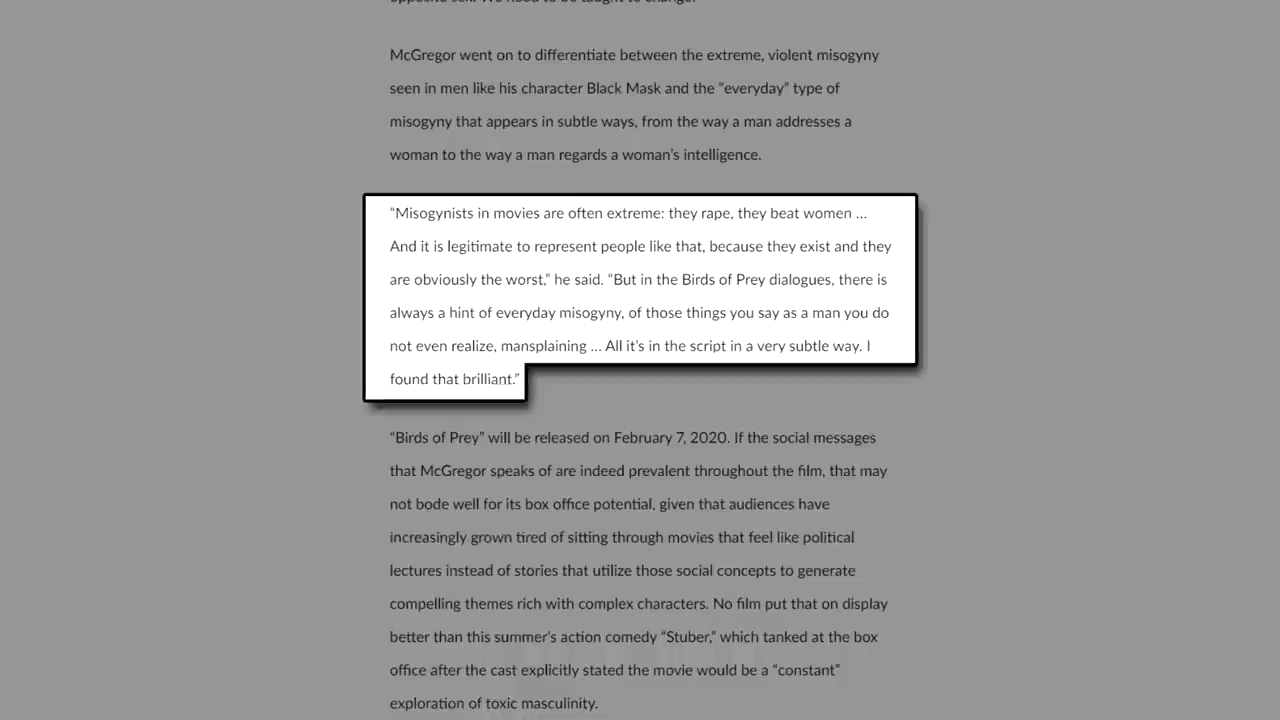 opposite sex. We need to be taught to change."
McGregor went on to differentiate between the extreme, violent misogyny
seen in men like his character Black Mask and the “everyday” type of
misogyny that appears in subtle ways, from the way a man addresses a
woman to the way a man regards a woman’s intelligence.
“Misogynists in movies are often extreme: they rape, they beat women ...
And it is legitimate to represent people like that, because they exist and they
are obviously the worst,” he said. “But in the Birds of Prey dialogues, there is
always a hint of everyday misogyny, of those things you say as a man you do
not even realize, mansplaining ... All it’s in the script in a very subtle way. I
found that brilliant.”
“Birds of Prey” will be released on February 7, 2020. If the social messages
that McGregor speaks of are indeed prevalent throughout the film, that may
not bode well for its box office potential, given that audiences have
increasingly grown tired of sitting through movies that feel like political
lectures instead of stories that utilize those social concepts to generate
compelling themes rich with complex characters. No film put that on display
better than this summer’s action comedy “Stuber,” which tanked at the box
office after the cast explicitly stated the movie would be a “constant”
exploration of toxic masculinity.